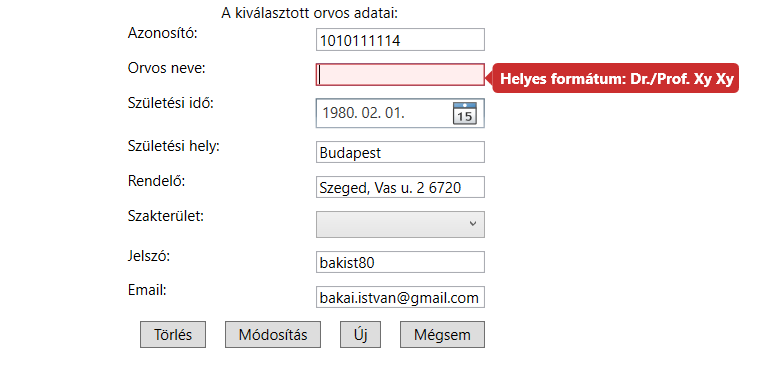 A kiválasztott orvos adatai:
Azonosító: 1010111114
Orvos neve: Helyes formátum: Dr./Prof. Xy Xy
Születési idő: 1980. 02. 01. 15
Születési hely: Budapest
Rendelő: Szeged, Vas u. 2 6720
Szakterület:
Jelszó: bakist80
Email: bakai.istvan@gmail.com
Törlés Módosítás Új Mégsem